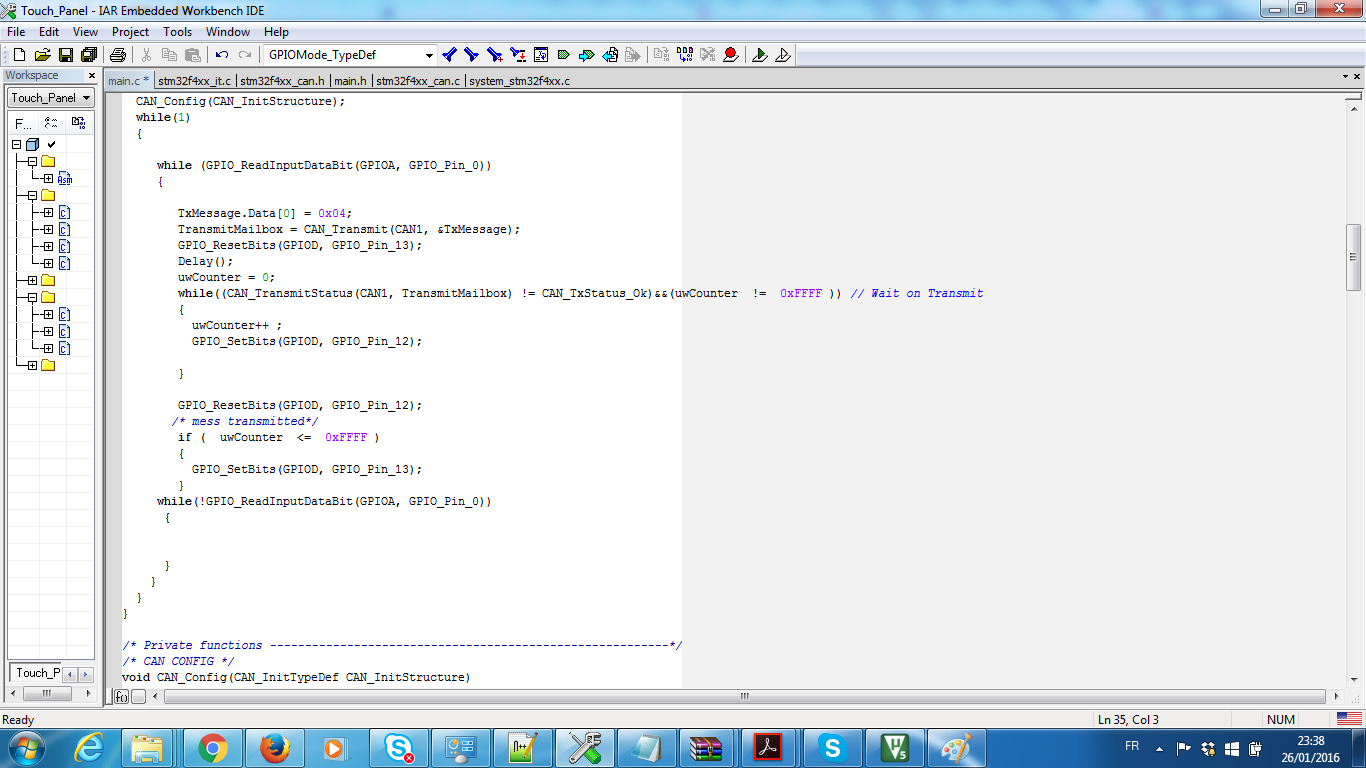 Touch_Panel - IAR Embedded Workbench IDE
File Edit View Project Tools Window Help
GPIOMode_TypeDef
Workspace
main.c * stm32f4xx_it.c stm32f4xx_can.h main.h stm32f4xx_can.c system_stm32f4xx.c
Touch_Panel
F...
CAN_Config(CAN_InitStructure);
while(1)
{
while (GPIO_ReadInputDataBit(GPIOA, GPIO_Pin_0))
{
TxMessage.Data[0] = 0x04;
TransmitMailbox = CAN_Transmit(CAN1, &TxMessage);
GPIO_ResetBits(GPIOD, GPIO_Pin_13);
Delay();
uwCounter = 0;
while((CAN_TransmitStatus(CAN1, TransmitMailbox) != CAN_TxStatus_Ok)&&(uwCounter != 0xFFFF )) // Wait on Transmit
{
uwCounter++ ;
GPIO_SetBits(GPIOD, GPIO_Pin_12);
}
GPIO_ResetBits(GPIOD, GPIO_Pin_12);
/* mess transmitted*/
if ( uwCounter <= 0xFFFF )
{
GPIO_SetBits(GPIOD, GPIO_Pin_13);
}
while(!GPIO_ReadInputDataBit(GPIOA, GPIO_Pin_0))
{
}
}
}
}
/* Private functions ---------------------------------------------------------*/
/* CAN CONFIG */
void CAN_Config(CAN_InitTypeDef CAN_InitStructure)
Touch_P
f()
Ready
Ln 35, Col 3
NUM
FR
23:38
26/01/2016